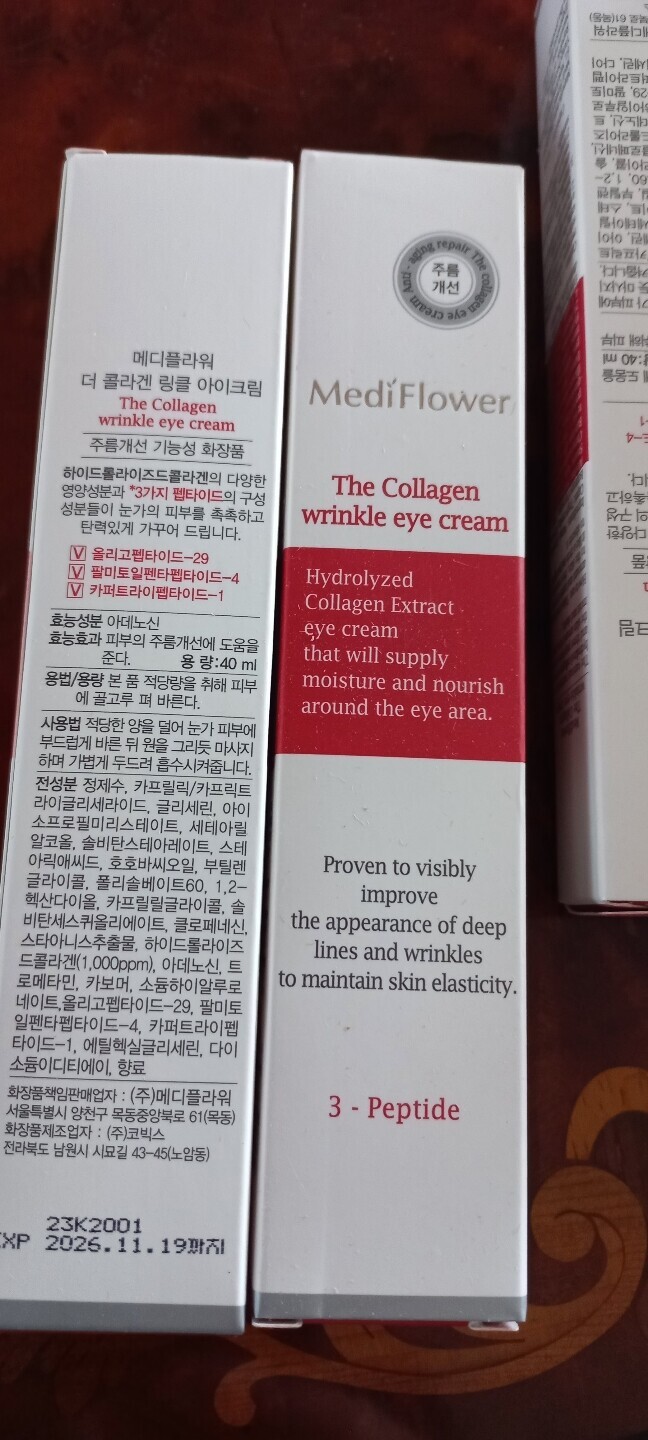 메디플라워
더 콜라겐 링클 아이크림
The Collagen
wrinkle eye cream
주름개선 기능성 화장품
하이드롤라이즈드콜라겐의 다양한
영양성분과 *3가지 펩타이드의 구성
성분들이 눈가의 피부를 촉촉하고
탄력있게 가꾸어 드립니다.
V 올리고펩타이드-29
V 팔미토일펜타펩타이드-4
V 카퍼트라이펩타이드-1
효능성분 아데노신
효능효과 피부의 주름개선에 도움을
준다. 용 량:40 ml
용법/용량 본 품 적당량을 취해 피부
에 골고루 펴 바른다.
사용법 적당한 양을 덜어 눈가 피부에
부드럽게 바른 뒤 원을 그리듯 마사지
하며 가볍게 두드려 흡수시켜줍니다.
전성분 정제수, 카프릴릭/카프릭트
라이글리세라이드, 글리세린, 아이
소프로필미리스테이트, 세테아릴
알코올, 솔비탄스테아레이트, 스테
아릭애씨드, 호호바씨오일, 부틸렌
글라이콜, 폴리솔베이트60, 1,2-
헥산다이올, 카프릴릴글라이콜, 솔
비탄세스퀴올리에이트, 클로페네신,
스타아니스추출물, 하이드롤라이즈
드콜라겐(1,000ppm), 아데노신, 트
로메타민, 카보머, 소듐하이알루로
네이트,올리고펩타이드-29, 팔미토
일펜타펩타이드-4, 카퍼트라이펩
타이드-1, 에틸헥실글리세린, 다이
소듐이디티에이, 향료
화장품책임판매업자 : (주)메디플라워
서울특별시 양천구 목동중앙북로 61(목동)
화장품제조업자 : (주)코빅스
전라북도 남원시 시묘길 43-45(노암동)
23K2001
EXP 2026.11.19까지
Anti - aging repair The collagen eye cream
주름
개선
MediFlower
The Collagen
wrinkle eye cream
Hydrolyzed
Collagen Extract
eye cream
that will supply
moisture and nourish
around the eye area.
Proven to visibly
improve
the appearance of deep
lines and wrinkles
to maintain skin elasticity.
3 - Peptide